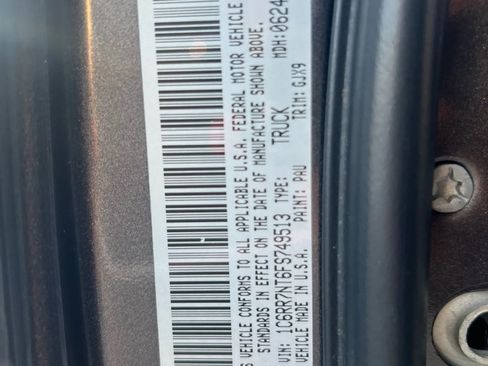 S VEHICLE CONFORMS TO ALL APPLICABLE U.S.A. FEDERAL MOTOR VEHICLE
STANDARDS IN EFFECT ON THE DATE OF MANUFACTURE SHOWN ABOVE.
VIN: 1C6RR7NT6FS749513 TYPE: TRUCK MDH:0624
VEHICLE MADE IN U.S.A. PAINT: PAU TRIM: GJX9